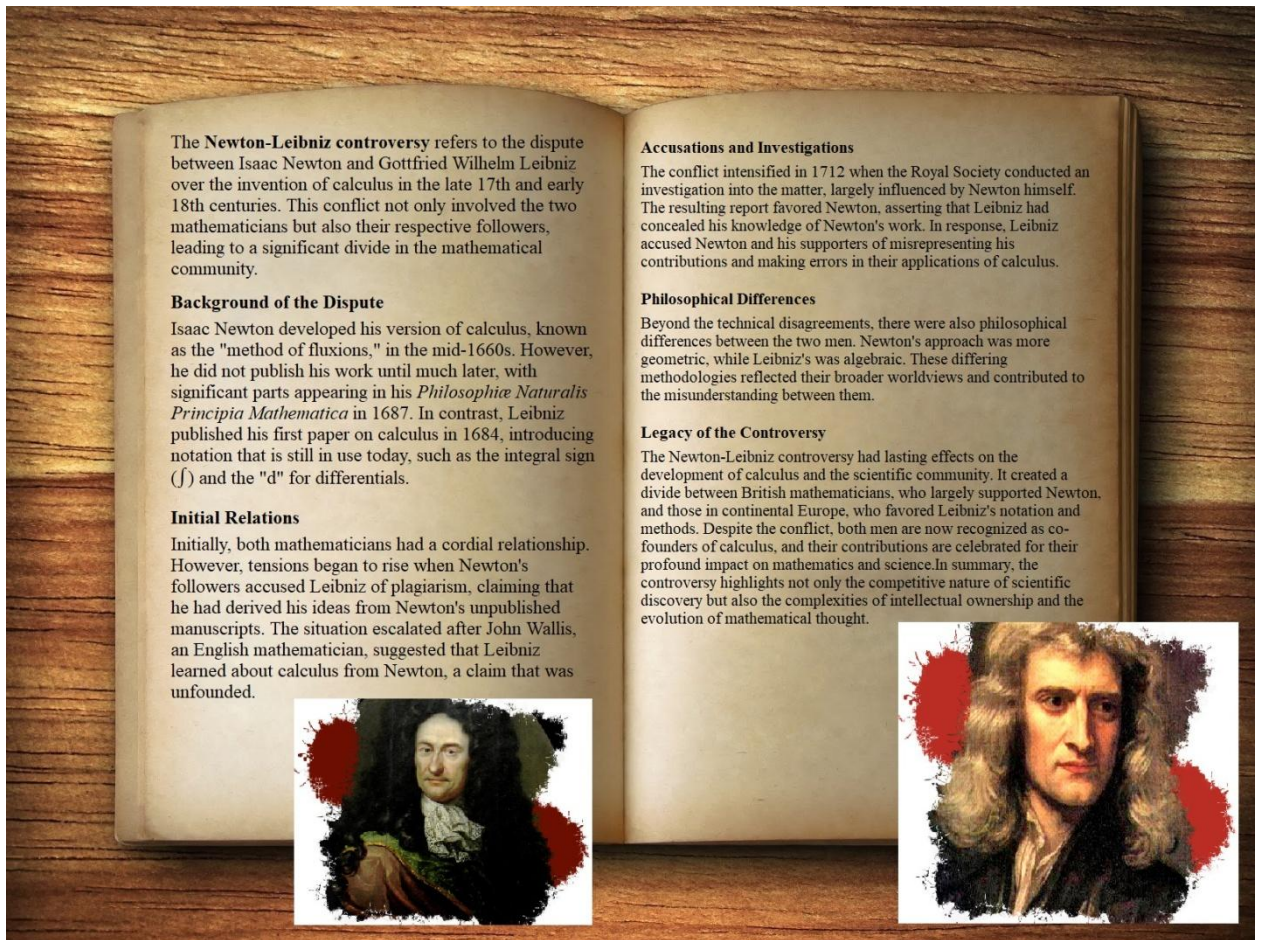 The Newton-Leibniz controversy refers to the dispute
between Isaac Newton and Gottfried Wilhelm Leibniz
over the invention of calculus in the late 17th and early
18th centuries. This conflict not only involved the two
mathematicians but also their respective followers,
leading to a significant divide in the mathematical
community.
Background of the Dispute
Isaac Newton developed his version of calculus, known
as the "method of fluxions," in the mid-1660s. However,
he did not publish his work until much later, with
significant parts appearing in his Philosophiæ Naturalis
Principia Mathematica in 1687. In contrast, Leibniz
published his first paper on calculus in 1684, introducing
notation that is still in use today, such as the integral sign
(∫) and the "d" for differentials.
Initial Relations
Initially, both mathematicians had a cordial relationship.
However, tensions began to rise when Newton's
followers accused Leibniz of plagiarism, claiming that
he had derived his ideas from Newton's unpublished
manuscripts. The situation escalated after John Wallis,
an English mathematician, suggested that Leibniz
learned about calculus from Newton, a claim that was
unfounded.
Accusations and Investigations
The conflict intensified in 1712 when the Royal Society conducted an
investigation into the matter, largely influenced by Newton himself.
The resulting report favored Newton, asserting that Leibniz had
concealed his knowledge of Newton's work. In response, Leibniz
accused Newton and his supporters of misrepresenting his
contributions and making errors in their applications of calculus.
Philosophical Differences
Beyond the technical disagreements, there were also philosophical
differences between the two men. Newton's approach was more
geometric, while Leibniz's was algebraic. These differing
methodologies reflected their broader worldviews and contributed to
the misunderstanding between them.
Legacy of the Controversy
The Newton-Leibniz controversy had lasting effects on the
development of calculus and the scientific community. It created a
divide between British mathematicians, who largely supported Newton,
and those in continental Europe, who favored Leibniz's notation and
methods. Despite the conflict, both men are now recognized as co-
founders of calculus, and their contributions are celebrated for their
profound impact on mathematics and science.In summary, the
controversy highlights not only the competitive nature of scientific
discovery but also the complexities of intellectual ownership and the
evolution of mathematical thought.